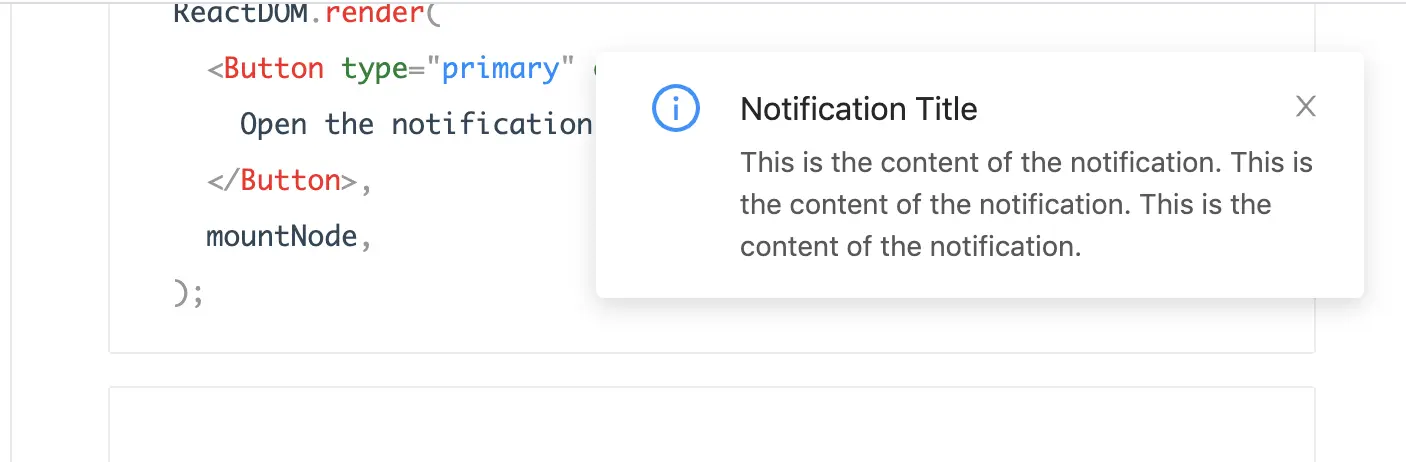 ReactDOM.render(
<Button type="primary"
Open the notification
</Button>,
mountNode,
);
Notification Title
This is the content of the notification. This is
the content of the notification. This is the
content of the notification.